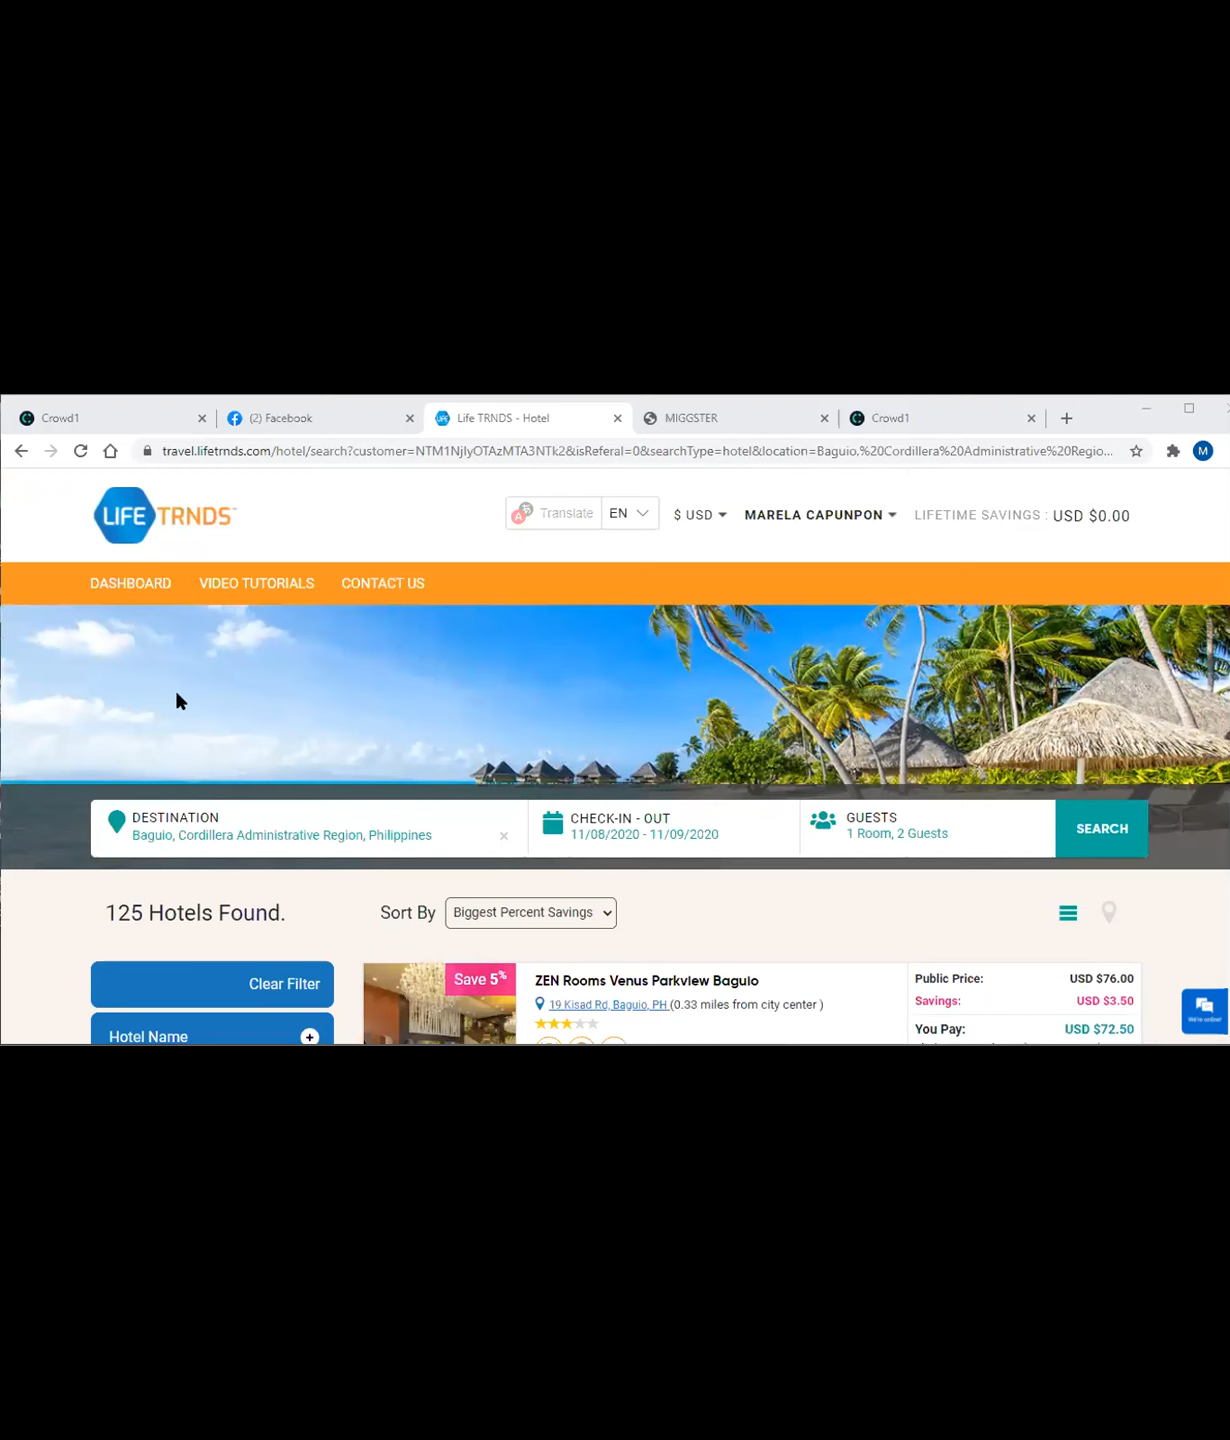 Crowd1
(2) Facebook
Life TRNDS - Hotel
MIGGSTER
Crowd1
travel.lifetrnds.com/hotel/search?customer=NTM1NjIyOTAzMTA3NTk2&isReferal=0&searchType=hotel&location=Baguio,%20Cordillera%20Administrative%20Regio...
M
LIFE TRNDS
Translate
EN
$ USD
MARELA CAPUNPON
LIFETIME SAVINGS : USD $0.00
DASHBOARD
VIDEO TUTORIALS
CONTACT US
DESTINATION
Baguio, Cordillera Administrative Region, Philippines
CHECK-IN - OUT
11/08/2020 - 11/09/2020
GUESTS
1 Room, 2 Guests
SEARCH
125 Hotels Found.
Sort By
Biggest Percent Savings
Clear Filter
Hotel Name
Save 5%
ZEN Rooms Venus Parkview Baguio
19 Kisad Rd, Baguio, PH (0.33 miles from city center )
Public Price: USD $76.00
Savings: USD $3.50
You Pay: USD $72.50
We're online!